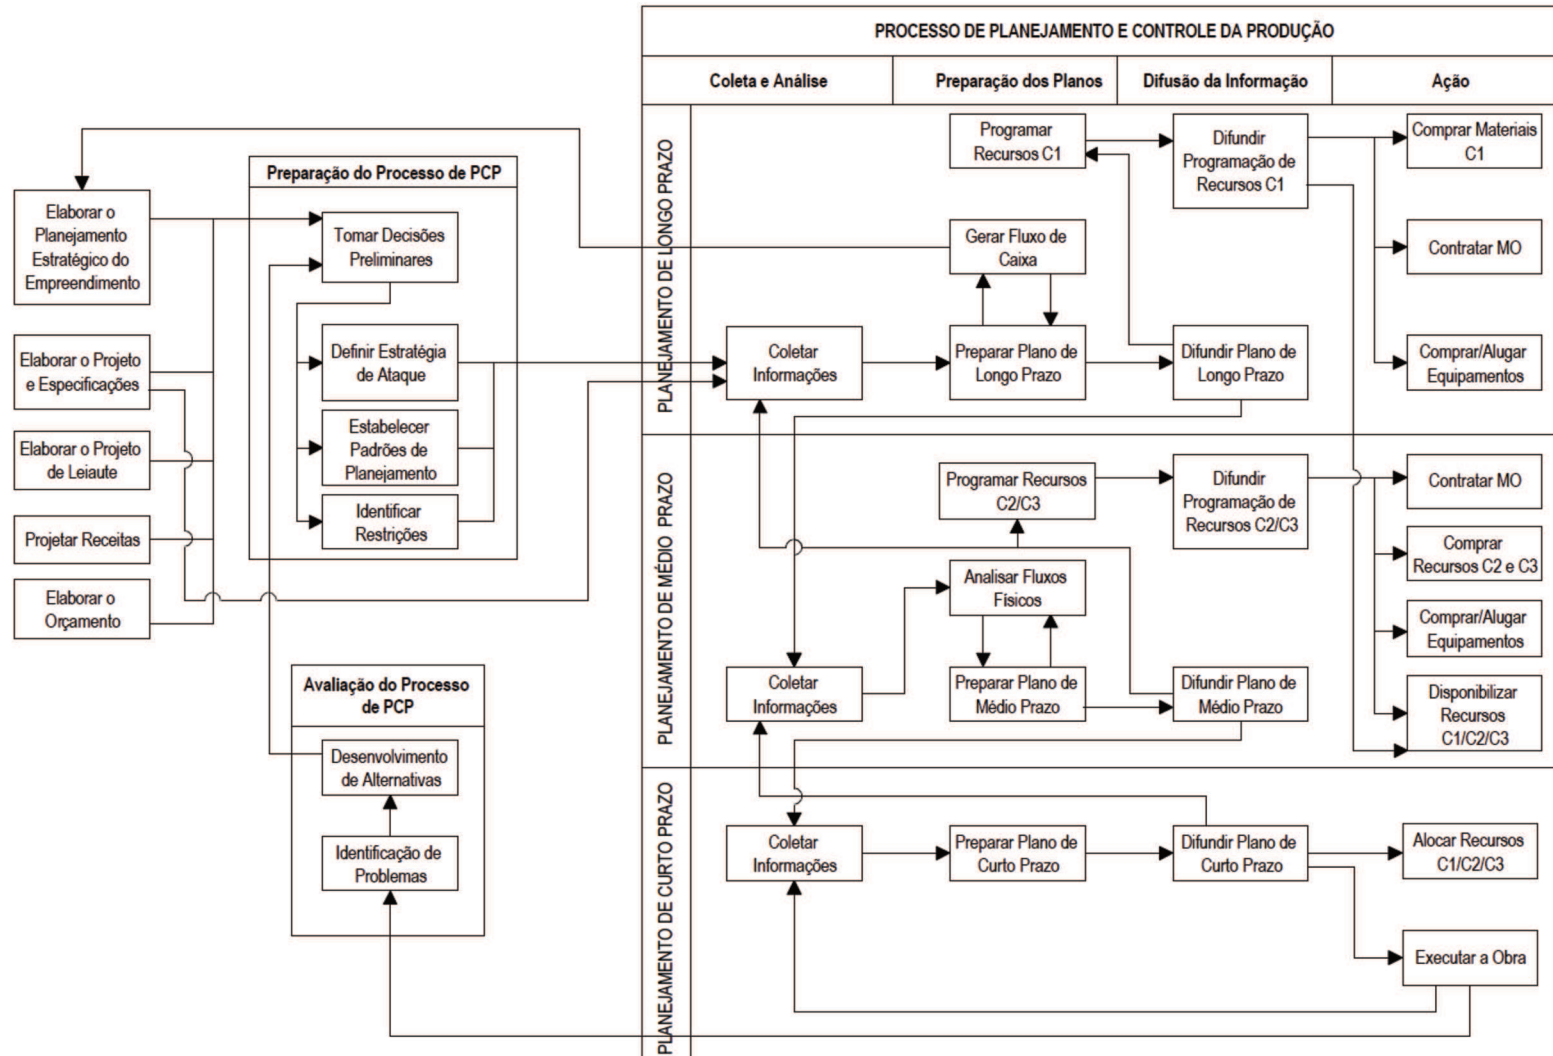 PROCESSO DE PLANEJAMENTO E CONTROLE DA PRODUÇÃO
Coleta e Análise
Preparação dos Planos
Difusão da Informação
Ação
Elaborar o
Planejamento
Estratégico do
Empreendimento
Elaborar o Projeto
e Especificações
Elaborar o Projeto
de Leiaute
Projetar Receitas
Elaborar o
Orçamento
Preparação do Processo de PCP
Tomar Decisões
Preliminares
Definir Estratégia
de Ataque
Estabelecer
Padrões de
Planejamento
Identificar
Restrições
Avaliação do Processo
de PCP
Desenvolvimento
de Alternativas
Identificação de
Problemas
PLANEJAMENTO DE LONGO PRAZO
Programar
Recursos C1
Difundir
Programação de
Recursos C1
Comprar Materiais
C1
Gerar Fluxo de
Caixa
Contratar MO
Coletar
Informações
Preparar Plano de
Longo Prazo
Difundir Plano de
Longo Prazo
Comprar/Alugar
Equipamentos
PLANEJAMENTO DE MÉDIO PRAZO
Programar Recursos
C2/C3
Difundir
Programação de
Recursos C2/C3
Contratar MO
Comprar
Recursos C2 e C3
Analisar Fluxos
Físicos
Comprar/Alugar
Equipamentos
Coletar
Informações
Preparar Plano de
Médio Prazo
Difundir Plano de
Médio Prazo
Disponibilizar
Recursos
C1/C2/C3
PLANEJAMENTO DE CURTO PRAZO
Coletar
Informações
Preparar Plano de
Curto Prazo
Difundir Plano de
Curto Prazo
Alocar Recursos
C1/C2/C3
Executar a Obra